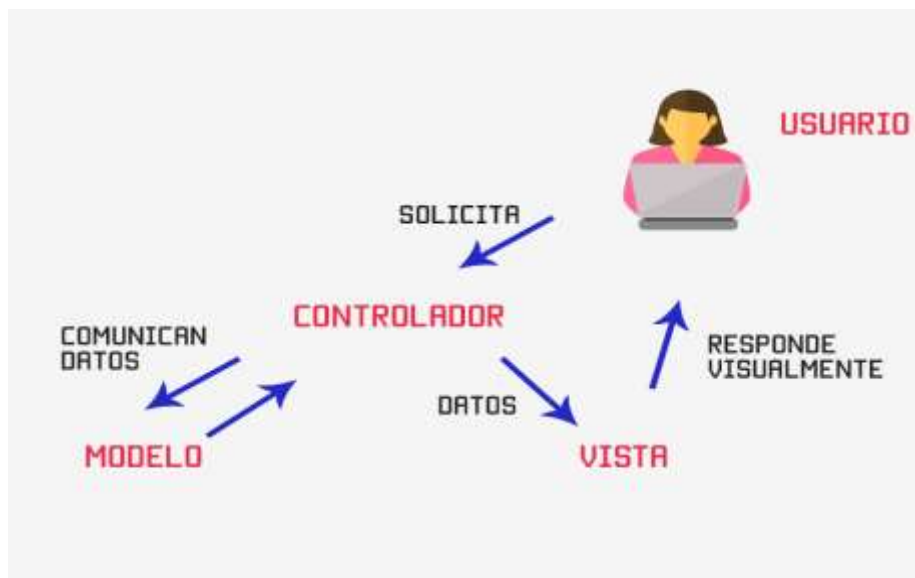 USUARIO
SOLICITA
CONTROLADOR
COMUNICAN
DATOS
RESPONDE
VISUALMENTE
DATOS
MODELO
VISTA